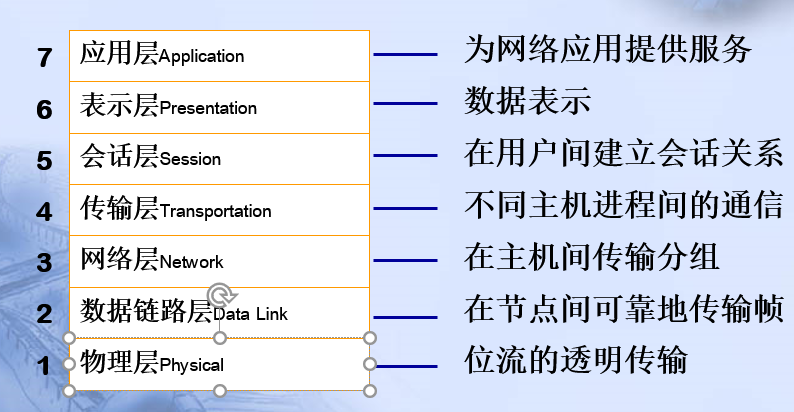 7 应用层Application 为网络应用提供服务
6 表示层Presentation 数据表示
5 会话层Session 在用户间建立会话关系
4 传输层Transportation 不同主机进程间的通信
3 网络层Network 在主机间传输分组
2 数据链路层Data Link 在节点间可靠地传输帧
1 物理层Physical 位流的透明传输